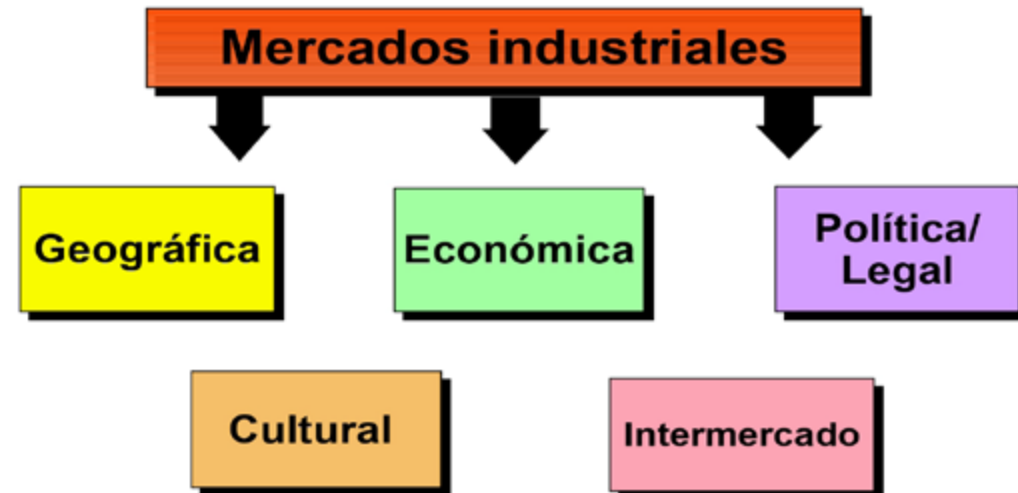 Mercados industriales
Geográfica
Económica
Política/
Legal
Cultural
Intermercado